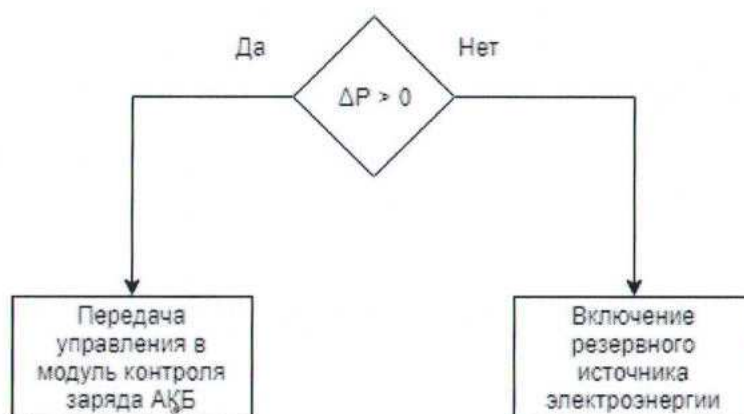 Да
Нет
ΔP > 0
Передача
управления в
модуль контроля
заряда АКБ
Включение
резервного
источника
электроэнергии